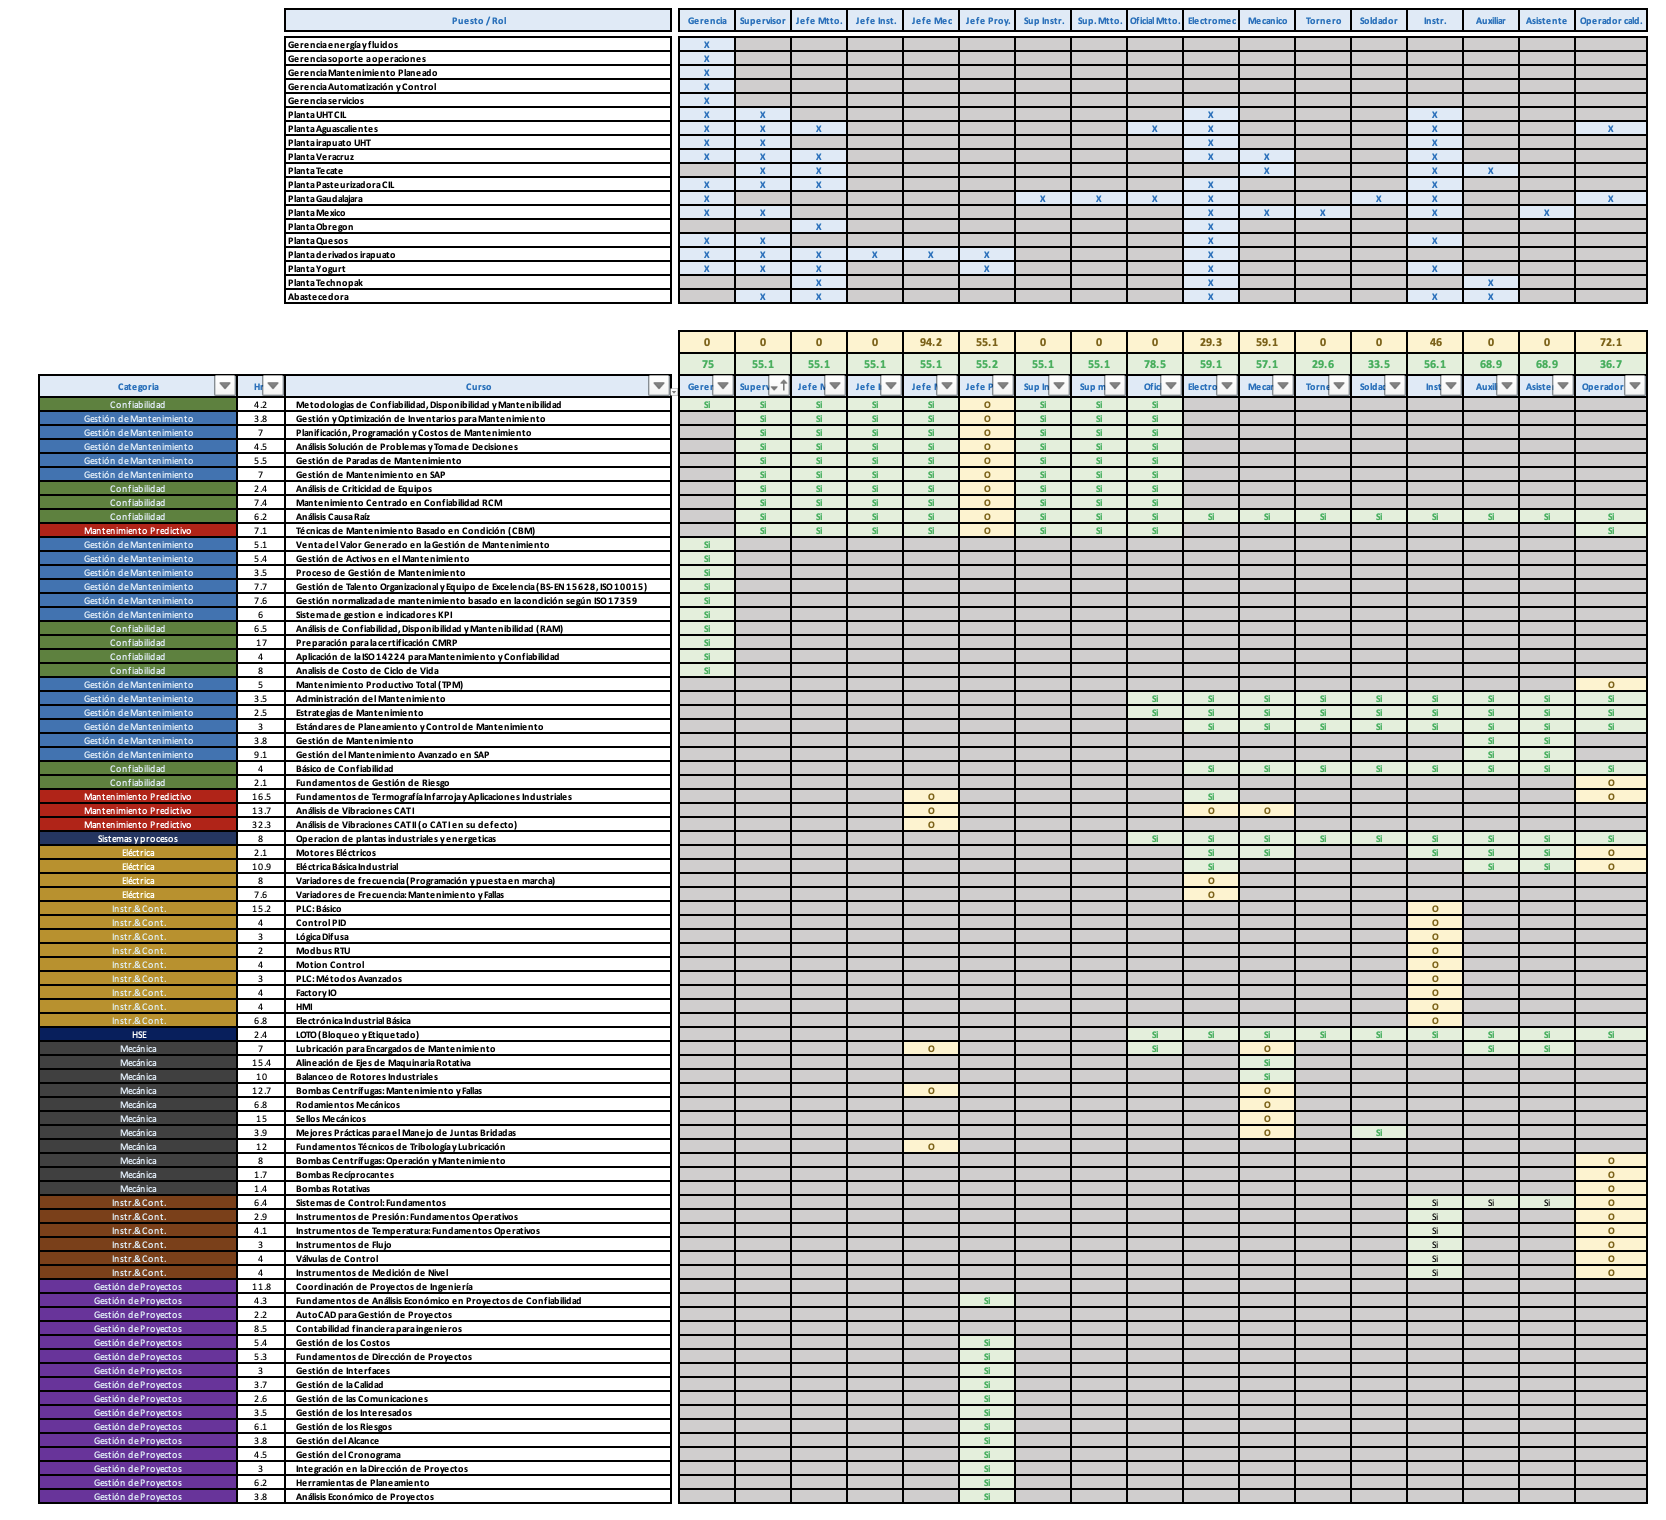 Puesto / Rol Gerencia Supervisor Jefe Mtto. Jefe Inst. Jefe Mec Jefe Proy. Sup Instr. Sup. Mtto. Oficial Mtto. Electromec Mecanico Tornero Soldador Instr. Auxiliar Asistente Operador cald.
Gerencia energía y fluidos X
Gerencia soporte a operaciones X
Gerencia Mantenimiento Planeado X
Gerencia Automatización y Control X
Gerencia servicios X
Planta UHT CIL X X X X
Planta Aguascalientes X X X X X X X
Planta irapuato UHT X X X X
Planta Veracruz X X X X X X
Planta Tecate X X X X X
Planta Pasteurizadora CIL X X X X X
Planta Gaudalajara X X X X X X X X
Planta Mexico X X X X X X X
Planta Obregon X X
Planta Quesos X X X X
Planta derivados irapuato X X X X X X X
Planta Yogurt X X X X X X
Planta Technopak X X
Abastecedora X X X X X
0 0 0 0 94.2 55.1 0 0 0 29.3 59.1 0 0 46 0 0 72.1
75 55.1 55.1 55.1 55.1 55.2 55.1 55.1 78.5 59.1 57.1 29.6 33.5 56.1 68.9 68.9 36.7
Categoria Hr Curso Geren Superv Jefe M Jefe I Jefe M Jefe P Sup In Sup m Ofic Electro Mecan Torne Soldad Inst Auxil Asiste Operador
Confiabilidad 4.2 Metodologias de Confiabilidad, Disponibilidad y Mantenibilidad Si Si Si Si Si O Si Si Si
Gestión de Mantenimiento 3.8 Gestión y Optimización de Inventarios para Mantenimiento Si Si Si Si O Si Si Si
Gestión de Mantenimiento 7 Planificación, Programación y Costos de Mantenimiento Si Si Si Si O Si Si Si
Gestión de Mantenimiento 4.5 Análisis Solución de Problemas y Toma de Decisiones Si Si Si Si O Si Si Si
Gestión de Mantenimiento 5.5 Gestión de Paradas de Mantenimiento Si Si Si Si O Si Si Si
Gestión de Mantenimiento 7 Gestión de Mantenimiento en SAP Si Si Si Si O Si Si Si
Confiabilidad 2.4 Análisis de Criticidad de Equipos Si Si Si Si O Si Si Si
Confiabilidad 7.4 Mantenimiento Centrado en Confiabilidad RCM Si Si Si Si O Si Si Si
Confiabilidad 6.2 Análisis Causa Raíz Si Si Si Si O Si Si Si Si Si Si Si Si Si Si Si
Mantenimiento Predictivo 7.1 Técnicas de Mantenimiento Basado en Condición (CBM) Si Si Si Si O Si Si Si Si
Gestión de Mantenimiento 5.1 Venta del Valor Generado en la Gestión de Mantenimiento Si
Gestión de Mantenimiento 5.4 Gestión de Activos en el Mantenimiento Si
Gestión de Mantenimiento 3.5 Proceso de Gestión de Mantenimiento Si
Gestión de Mantenimiento 7.7 Gestión de Talento Organizacional y Equipo de Excelencia (BS-EN 15628, ISO 10015) Si
Gestión de Mantenimiento 7.6 Gestión normalizada de mantenimiento basado en la condición según ISO 17359 Si
Gestión de Mantenimiento 6 Sistema de gestion e indicadores KPI Si
Confiabilidad 6.5 Análisis de Confiabilidad, Disponibilidad y Mantenibilidad (RAM) Si
Confiabilidad 17 Preparación para la certificación CMRP Si
Confiabilidad 4 Aplicación de la ISO 14224 para Mantenimiento y Confiabilidad Si
Confiabilidad 8 Analisis de Costo de Ciclo de Vida Si
Gestión de Mantenimiento 5 Mantenimiento Productivo Total (TPM) O
Gestión de Mantenimiento 3.5 Administración del Mantenimiento Si Si Si Si Si Si Si Si Si
Gestión de Mantenimiento 2.5 Estrategias de Mantenimiento Si Si Si Si Si Si Si Si Si
Gestión de Mantenimiento 3 Estándares de Planeamiento y Control de Mantenimiento Si Si Si Si Si Si Si Si
Gestión de Mantenimiento 3.8 Gestión de Mantenimiento Si Si
Gestión de Mantenimiento 9.1 Gestión del Mantenimiento Avanzado en SAP Si Si
Confiabilidad 4 Básico de Confiabilidad Si Si Si Si Si Si Si Si
Confiabilidad 2.1 Fundamentos de Gestión de Riesgo O
Mantenimiento Predictivo 16.5 Fundamentos de Termografía Infarroja y Aplicaciones Industriales O Si O
Mantenimiento Predictivo 13.7 Análisis de Vibraciones CAT I O O O
Mantenimiento Predictivo 32.3 Análisis de Vibraciones CAT II (o CAT I en su defecto) O
Sistemas y procesos 8 Operacion de plantas industriales y energeticas Si Si Si Si Si Si Si Si Si
Eléctrica 2.1 Motores Eléctricos Si Si Si Si Si O
Eléctrica 10.9 Eléctrica Básica Industrial Si Si Si O
Eléctrica 8 Variadores de frecuencia (Programación y puesta en marcha) O
Eléctrica 7.6 Variadores de Frecuencia: Mantenimiento y Fallas O
Instr.& Cont. 15.2 PLC: Básico O
Instr.& Cont. 4 Control PID O
Instr.& Cont. 3 Lógica Difusa O
Instr.& Cont. 2 Modbus RTU O
Instr.& Cont. 4 Motion Control O
Instr.& Cont. 3 PLC: Métodos Avanzados O
Instr.& Cont. 4 Factory IO O
Instr.& Cont. 4 HMI O
Instr.& Cont. 6.8 Electrónica Industrial Básica O
HSE 2.4 LOTO (Bloqueo y Etiquetado) Si Si Si Si Si Si Si Si Si
Mecánica 7 Lubricación para Encargados de Mantenimiento O Si O Si Si
Mecánica 15.4 Alineación de Ejes de Maquinaria Rotativa Si
Mecánica 10 Balanceo de Rotores Industriales Si
Mecánica 12.7 Bombas Centrífugas: Mantenimiento y Fallas O O
Mecánica 6.8 Rodamientos Mecánicos O
Mecánica 15 Sellos Mecánicos O
Mecánica 3.9 Mejores Prácticas para el Manejo de Juntas Bridadas O Si
Mecánica 12 Fundamentos Técnicos de Tribología y Lubricación O
Mecánica 8 Bombas Centrífugas: Operación y Mantenimiento O
Mecánica 1.7 Bombas Recíprocantes O
Mecánica 1.4 Bombas Rotativas O
Instr.& Cont. 6.4 Sistemas de Control: Fundamentos Si Si Si O
Instr.& Cont. 2.9 Instrumentos de Presión: Fundamentos Operativos Si O
Instr.& Cont. 4.1 Instrumentos de Temperatura: Fundamentos Operativos Si O
Instr.& Cont. 3 Instrumentos de Flujo Si O
Instr.& Cont. 4 Válvulas de Control Si O
Instr.& Cont. 4 Instrumentos de Medición de Nivel Si O
Gestión de Proyectos 11.8 Coordinación de Proyectos de Ingeniería
Gestión de Proyectos 4.3 Fundamentos de Análisis Económico en Proyectos de Confiabilidad Si
Gestión de Proyectos 2.2 AutoCAD para Gestión de Proyectos
Gestión de Proyectos 8.5 Contabilidad financiera para ingenieros
Gestión de Proyectos 5.4 Gestión de los Costos Si
Gestión de Proyectos 5.3 Fundamentos de Dirección de Proyectos Si
Gestión de Proyectos 3 Gestión de Interfaces Si
Gestión de Proyectos 3.7 Gestión de la Calidad Si
Gestión de Proyectos 2.6 Gestión de las Comunicaciones Si
Gestión de Proyectos 3.5 Gestión de los Interesados Si
Gestión de Proyectos 6.1 Gestión de los Riesgos Si
Gestión de Proyectos 3.8 Gestión del Alcance Si
Gestión de Proyectos 4.5 Gestión del Cronograma Si
Gestión de Proyectos 3 Integración en la Dirección de Proyectos Si
Gestión de Proyectos 6.2 Herramientas de Planeamiento Si
Gestión de Proyectos 3.8 Análisis Económico de Proyectos Si